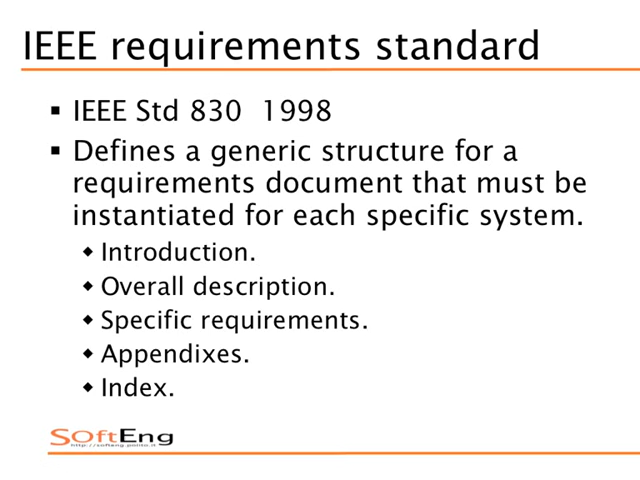 IEEE requirements standard
▪ IEEE Std 830 1998
▪ Defines a generic structure for a
requirements document that must be
instantiated for each specific system.
◆ Introduction.
◆ Overall description.
◆ Specific requirements.
◆ Appendixes.
◆ Index.
SOftEng
http://softeng.polito.it